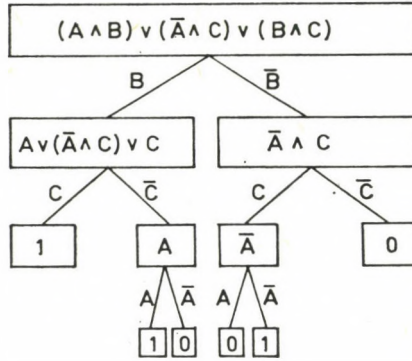 (A ∧ B) ∨ (A̅ ∧ C) ∨ (B ∧ C)
B B̅
A ∨ (A̅ ∧ C) ∨ C A̅ ∧ C
C C̅ C C̅
1 A A̅ 0
A A̅ A A̅
1 0 0 1